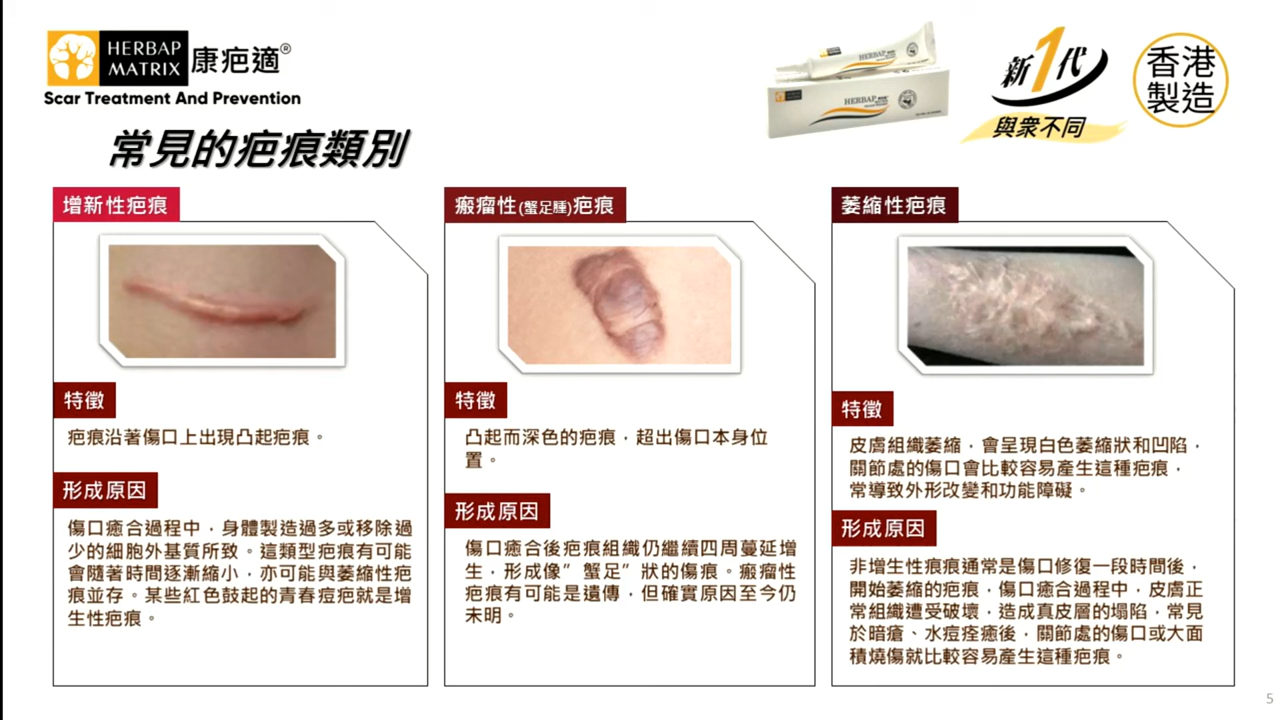 HERBAP
MATRIX
康疤適®
Scar Treatment And Prevention
HERBAP
新1代
與衆不同
香港
製造
常見的疤痕類別
增新性疤痕
特徵
疤痕沿著傷口上出現凸起疤痕。
形成原因
傷口癒合過程中，身體製造過多或移除過
少的細胞外基質所致。這類型疤痕有可能
會隨著時間逐漸縮小，亦可能與萎縮性疤
痕並存。某些紅色鼓起的青春痘疤就是增
生性疤痕。
瘢瘤性(蟹足腫)疤痕
特徵
凸起而深色的疤痕，超出傷口本身位
置。
形成原因
傷口癒合後疤痕組織仍繼續四周蔓延增
生，形成像”蟹足”狀的傷痕。瘢瘤性
疤痕有可能是遺傳，但確實原因至今仍
未明。
萎縮性疤痕
特徵
皮膚組織萎縮，會呈現白色萎縮狀和凹陷，
關節處的傷口會比較容易產生這種疤痕，
常導致外形改變和功能障礙。
形成原因
非增生性痕痕通常是傷口修復一段時間後，
開始萎縮的疤痕，傷口癒合過程中，皮膚正
常組織遭受破壞，造成真皮層的塌陷，常見
於暗瘡、水痘痊癒後，關節處的傷口或大面
積燒傷就比較容易產生這種疤痕。
5